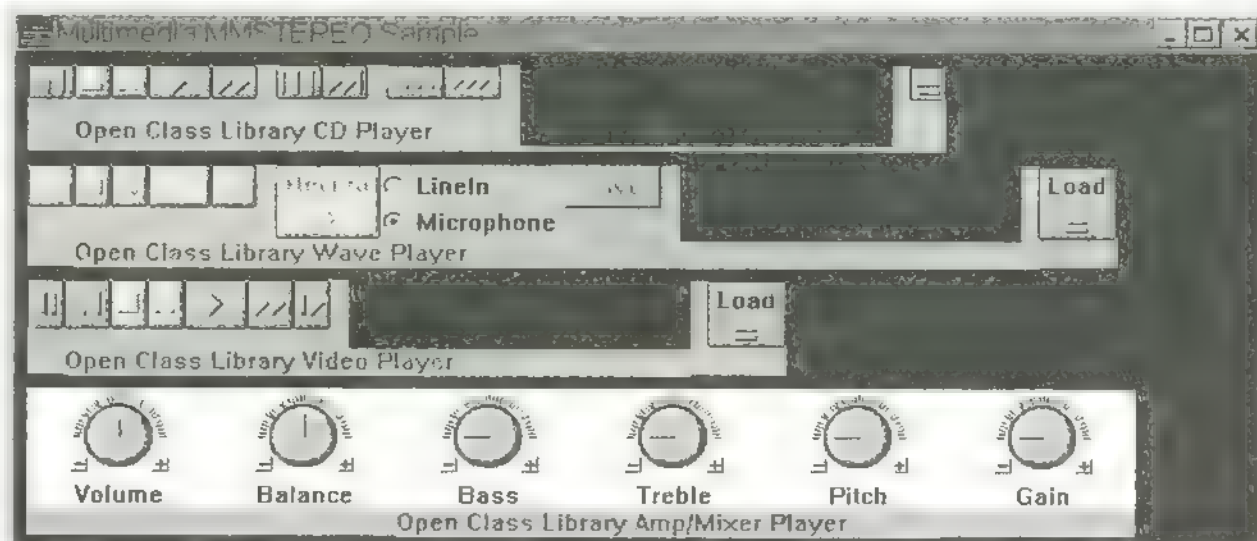 Multimedia MMSTEREO Sample
Open Class Library CD Player
LineIn
Load
Microphone
Open Class Library Wave Player
Load
Open Class Library Video Player
Volume Balance Bass Treble Pitch Gain
Open Class Library Amp/Mixer Player